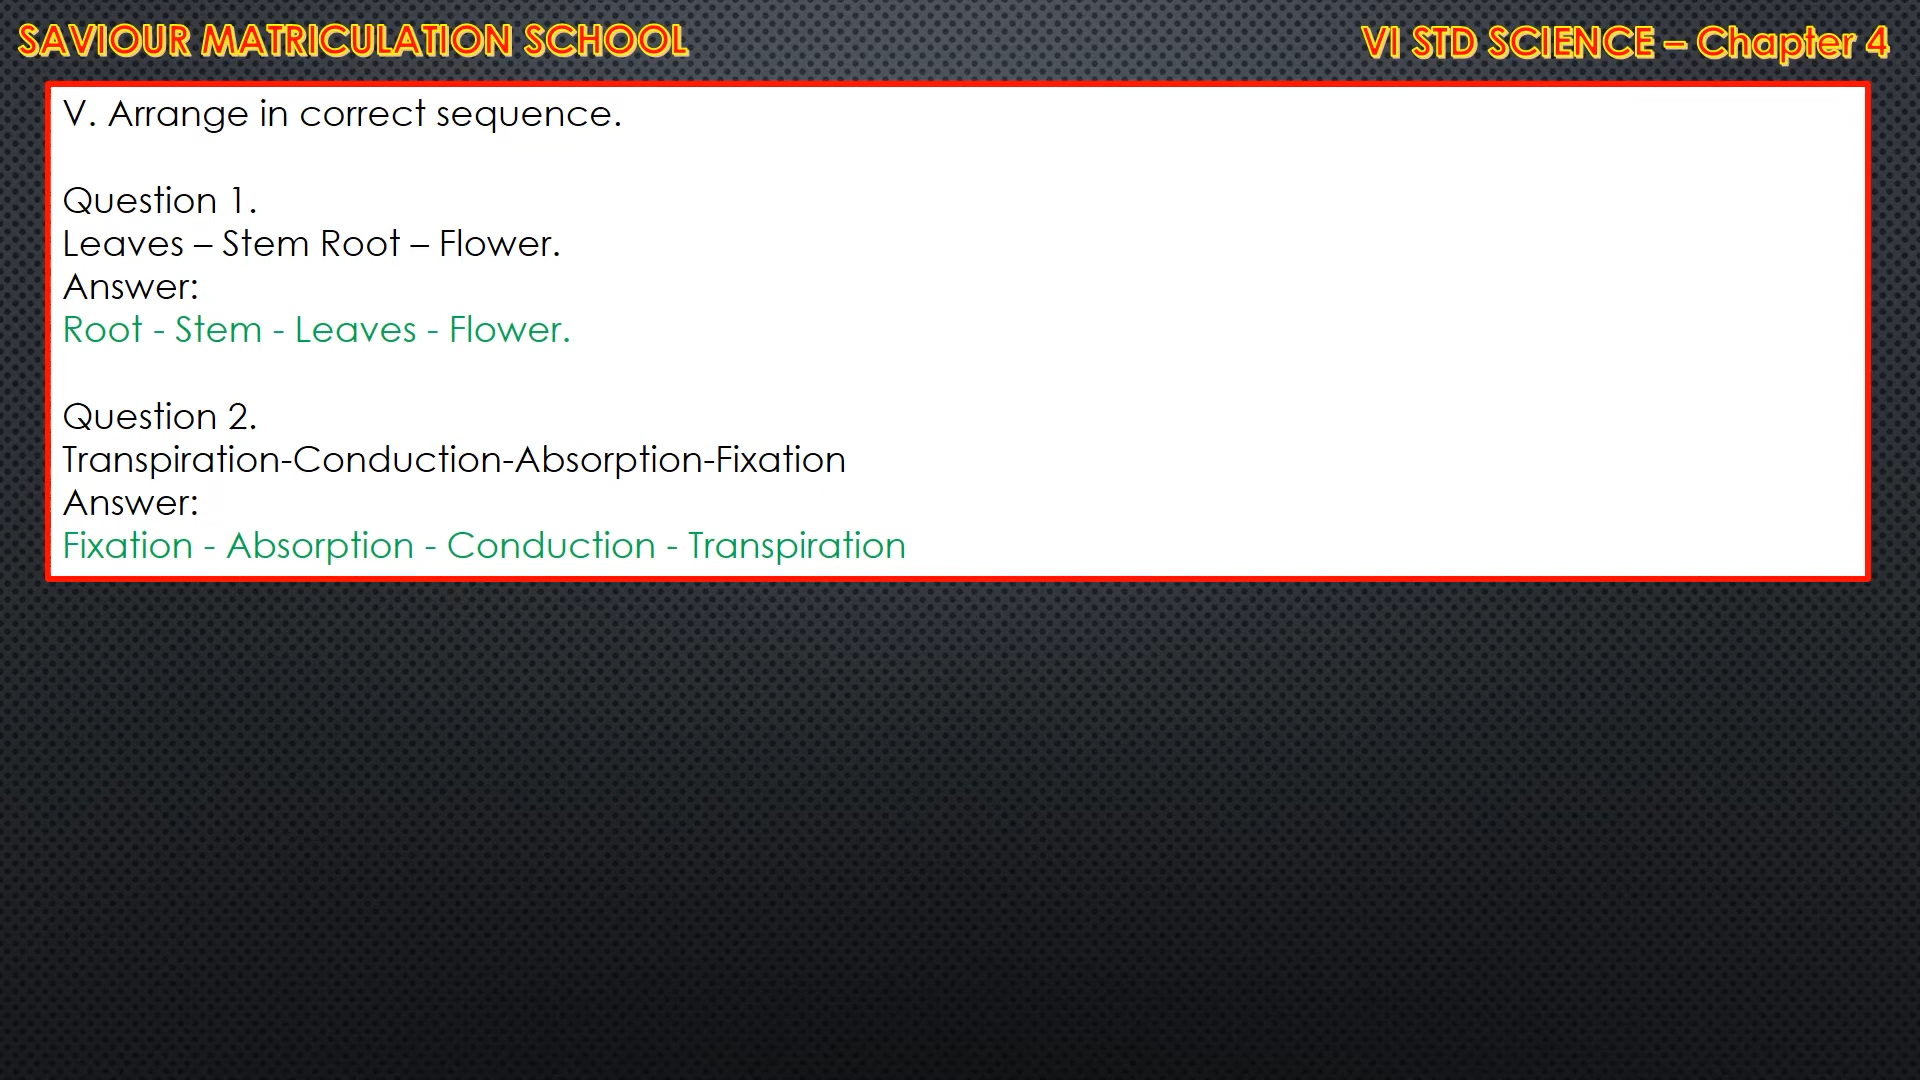 SAVIOUR MATRICULATION SCHOOL
VI STD SCIENCE – Chapter 4
V. Arrange in correct sequence.
Question 1.
Leaves – Stem Root – Flower.
Answer:
Root - Stem - Leaves - Flower.
Question 2.
Transpiration-Conduction-Absorption-Fixation
Answer:
Fixation - Absorption - Conduction - Transpiration